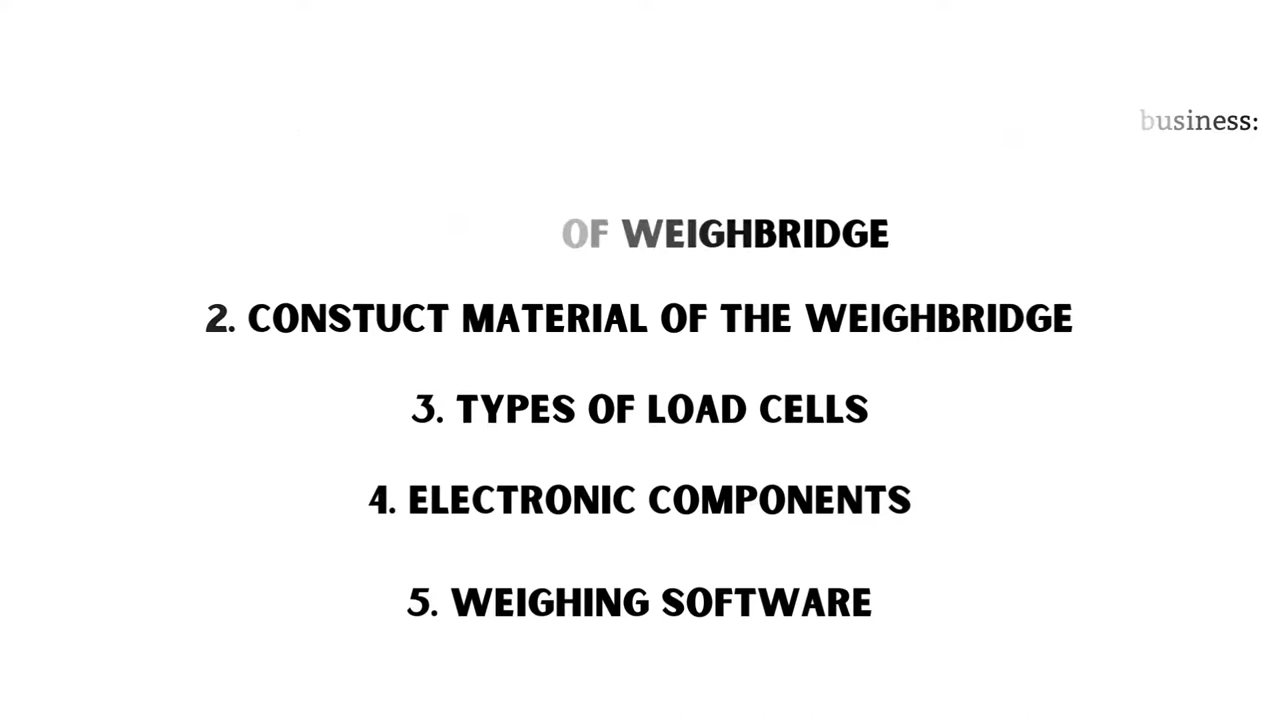 business:
OF WEIGHBRIDGE
2. CONSTUCT MATERIAL OF THE WEIGHBRIDGE
3. TYPES OF LOAD CELLS
4. ELECTRONIC COMPONENTS
5. WEIGHING SOFTWARE